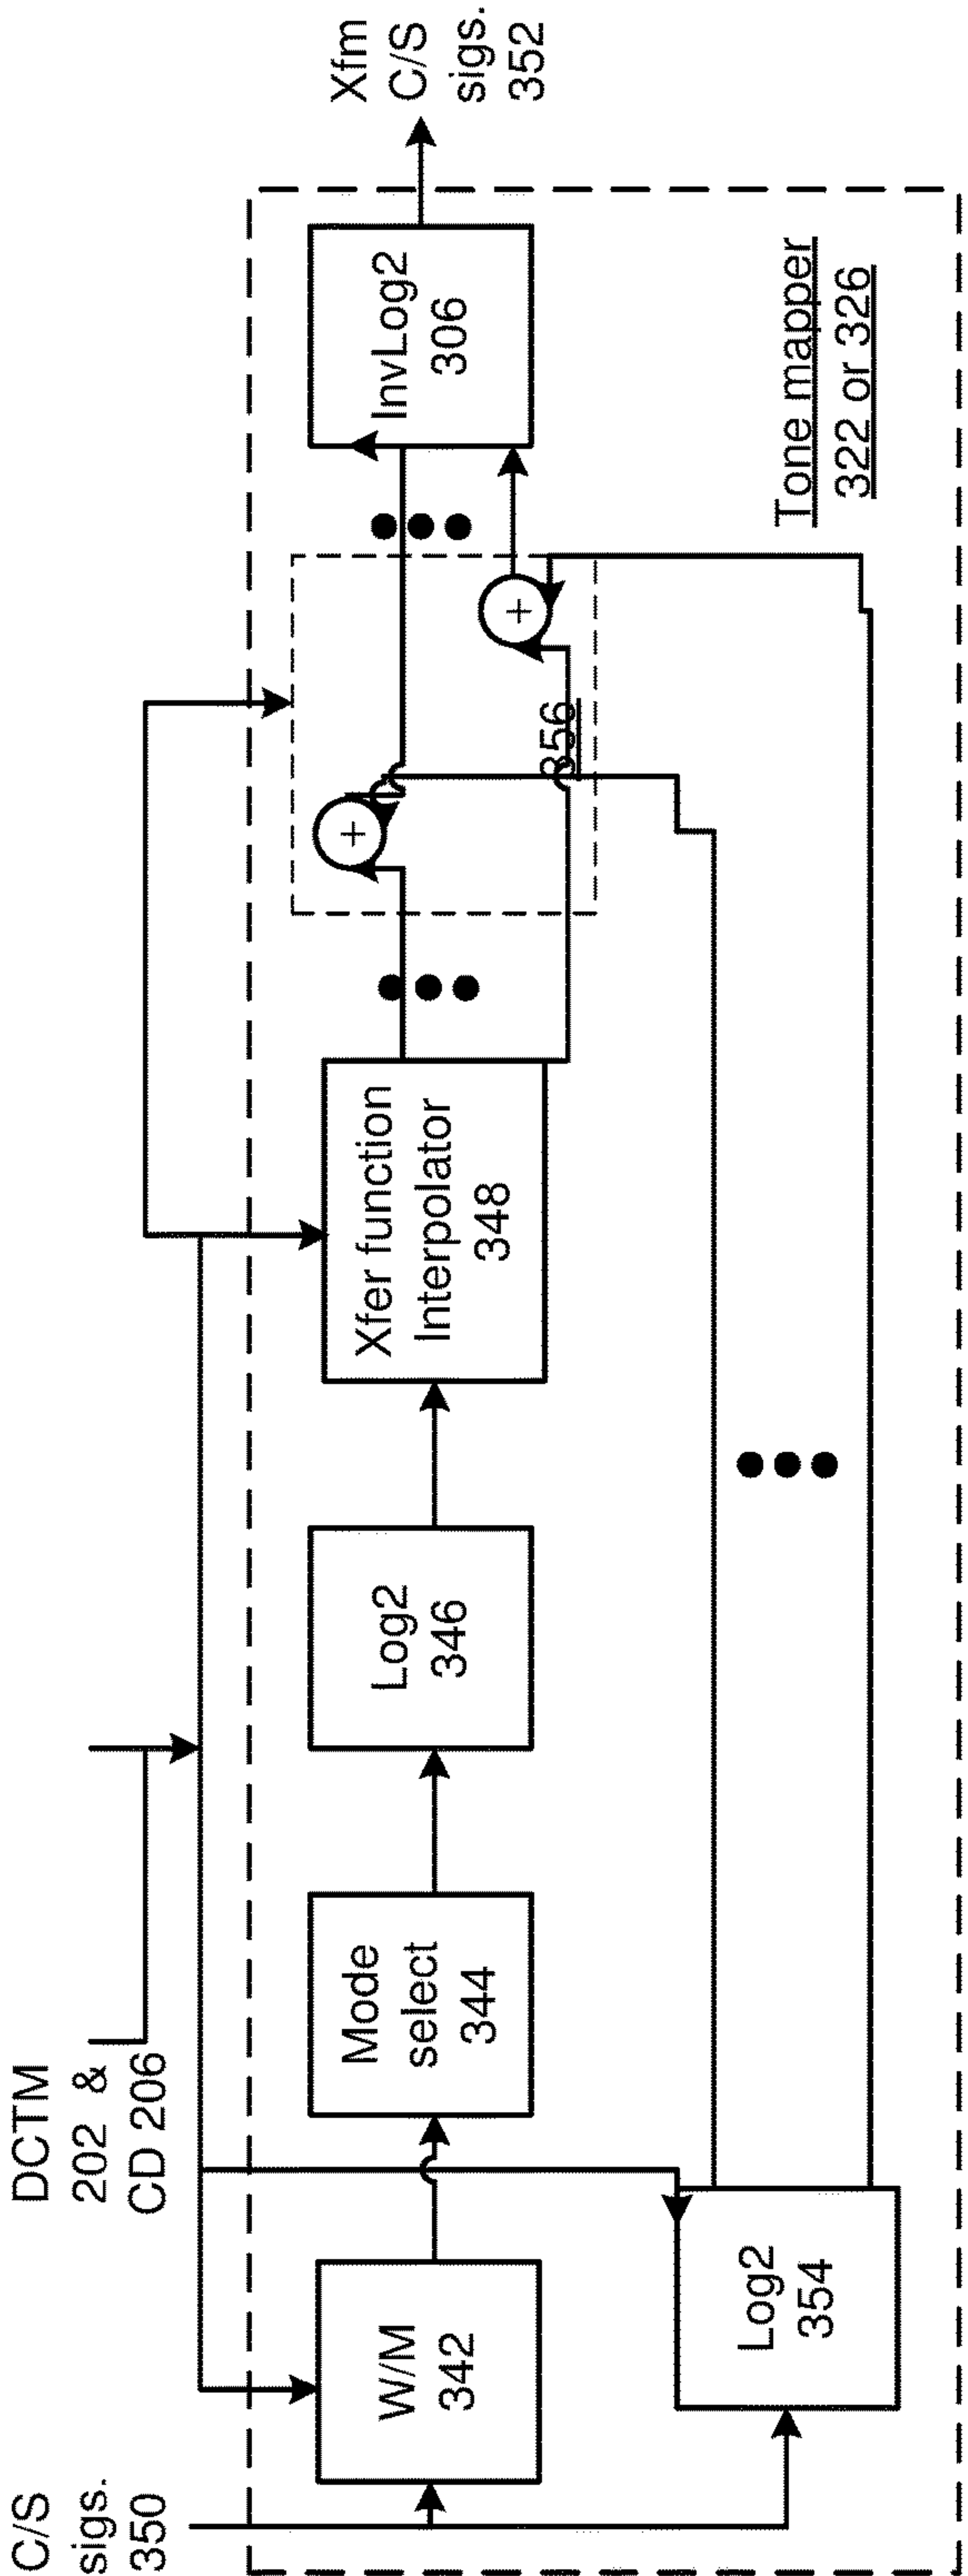 C/S
sigs.
350
DCTM
202 &
CD 206
W/M
342
Mode
select
344
Log2
346
Xfer function
Interpolator
348
+
+
356
InvLog2
306
Xfm
C/S
sigs.
352
Log2
354
Tone mapper
322 or 326